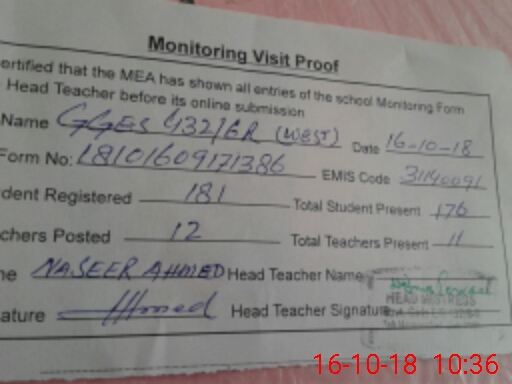 Monitoring Visit Proof
ertified that the MEA has shown all entries of the school Monitoring Form
Head Teacher before its online submission
Name GGES 432/ER (WEST) Date 16-10-18
Form No: 18101609171386 EMIS Code 31140091
dent Registered 181 Total Student Present 176
chers Posted 12 Total Teachers Present 11
me NASEER AHMED Head Teacher Name
HEAD MISTRESS
ature Ahmed Head Teacher Signature
16-10-18 10:36